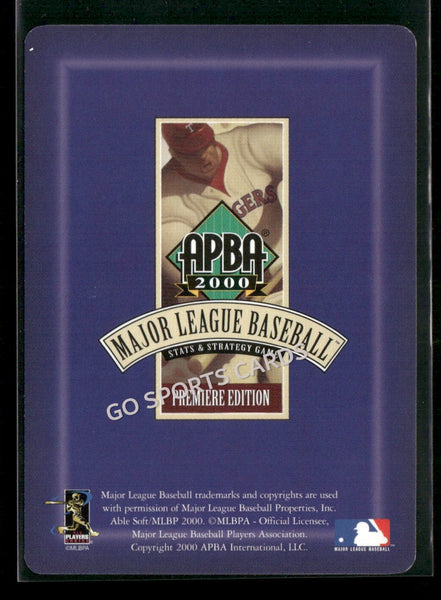 T
GERS
APBA®
2000
MAJOR LEAGUE BASEBALL™
STATS & STRATEGY GAME
GO SPORTS CARDS
PREMIERE EDITION
Major League Baseball trademarks and copyrights are used
with permission of Major League Baseball Properties, Inc.
Able Soft/MLBP 2000. ©MLBPA - Official Licensee,
Major League Baseball Players Association.
Copyright 2000 APBA International, LLC.
PLAYERS
©MLBPA
MAJOR LEAGUE BASEBALL